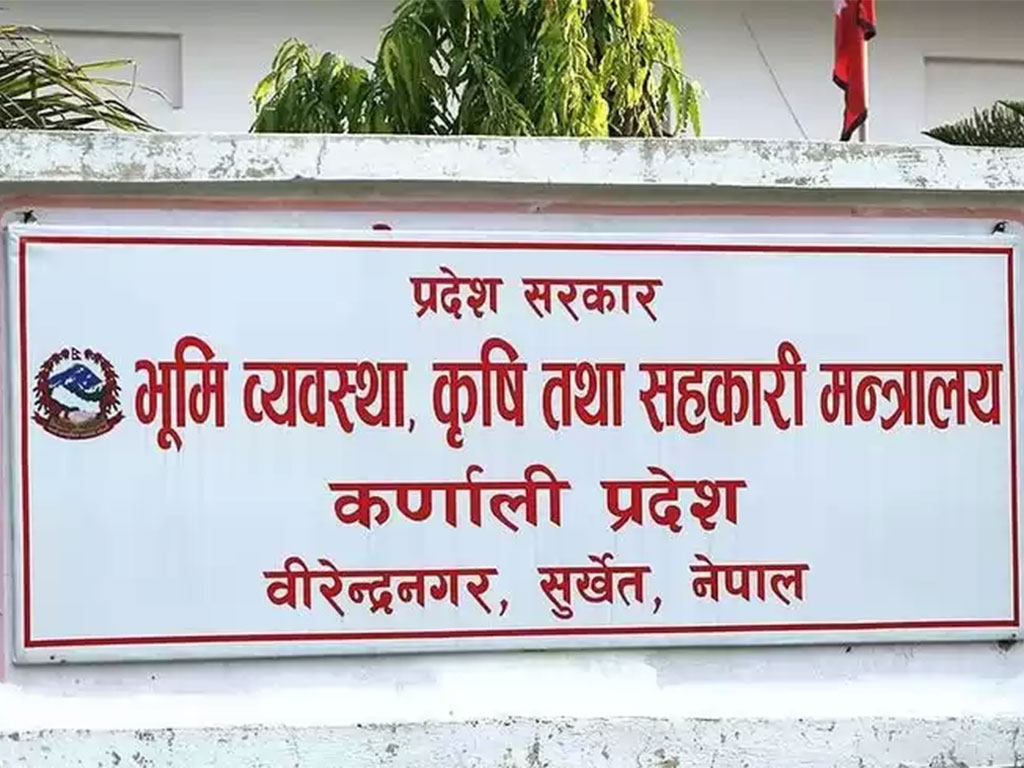 प्रदेश सरकार
भूमि व्यवस्था, कृषि तथा सहकारी मन्त्रालय
कर्णाली प्रदेश
वीरेन्द्रनगर, सुर्खेत, नेपाल